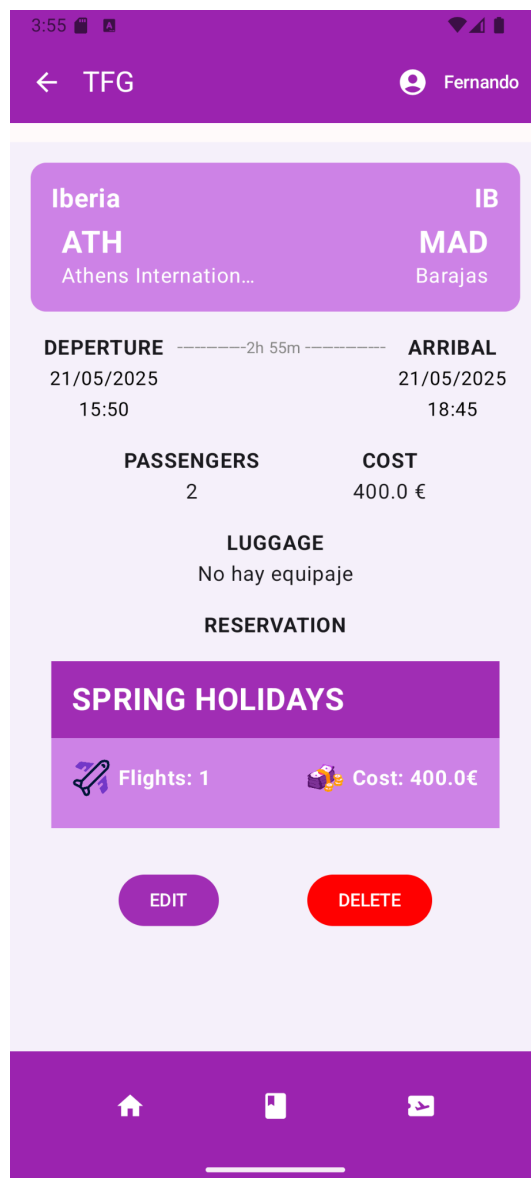 3:55 A
TFG Fernando
Iberia IB
ATH MAD
Athens Internation… Barajas
DEPERTURE -------------2h 55m --------------- ARRIBAL
21/05/2025 21/05/2025
15:50 18:45
PASSENGERS COST
2 400.0 €
LUGGAGE
No hay equipaje
RESERVATION
SPRING HOLIDAYS
Flights: 1 Cost: 400.0€
EDIT DELETE